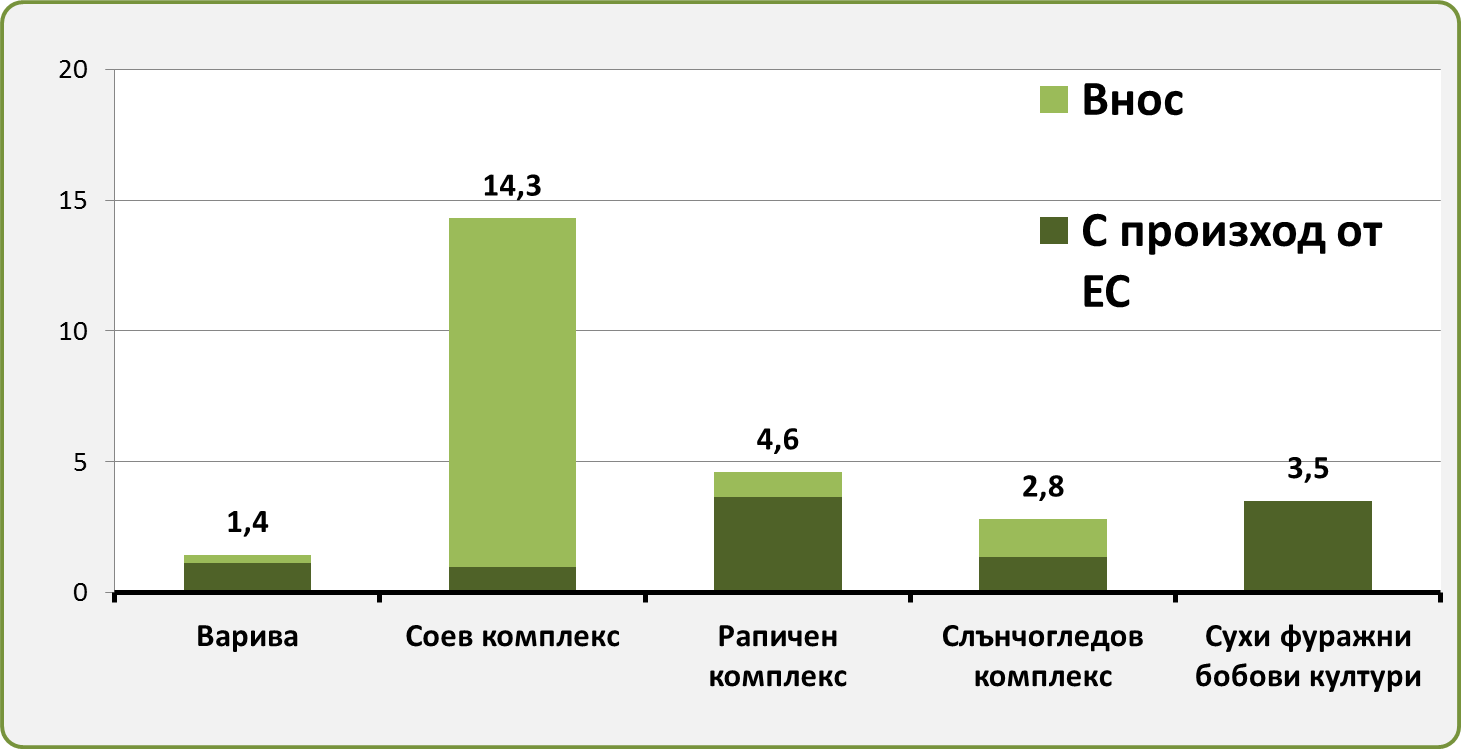 20
15
10
5
0
14,3
1,4
4,6
2,8
3,5
Внос
С произход от
ЕС
Варива
Соев комплекс
Рапичен
комплекс
Слънчогледов
комплекс
Сухи фуражни
бобови култури